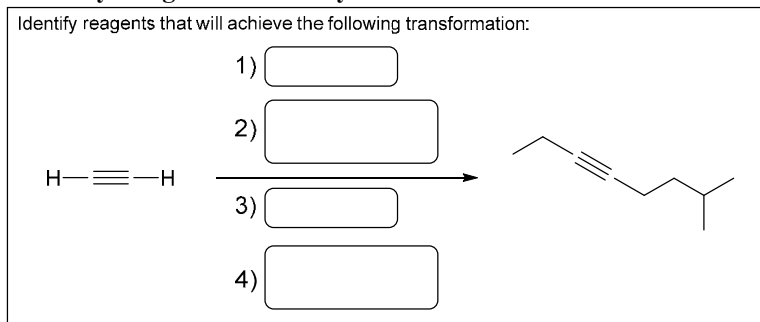 Identify reagents that will achieve the following transformation:
1)
2)
H H
3)
4)